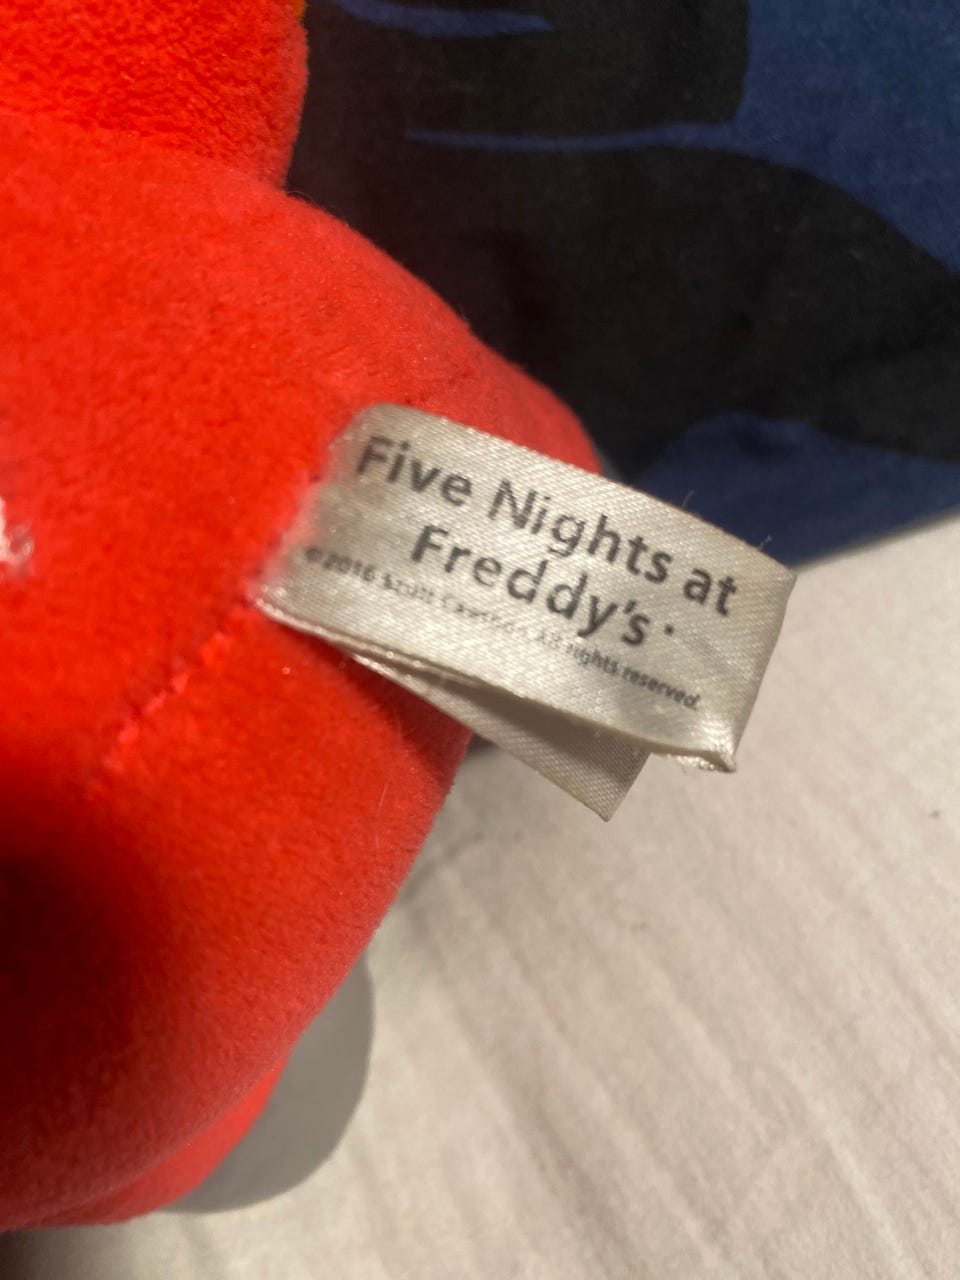 Five Nights at
Freddy's·
©2016 Scott Cawthon. All rights reserved.